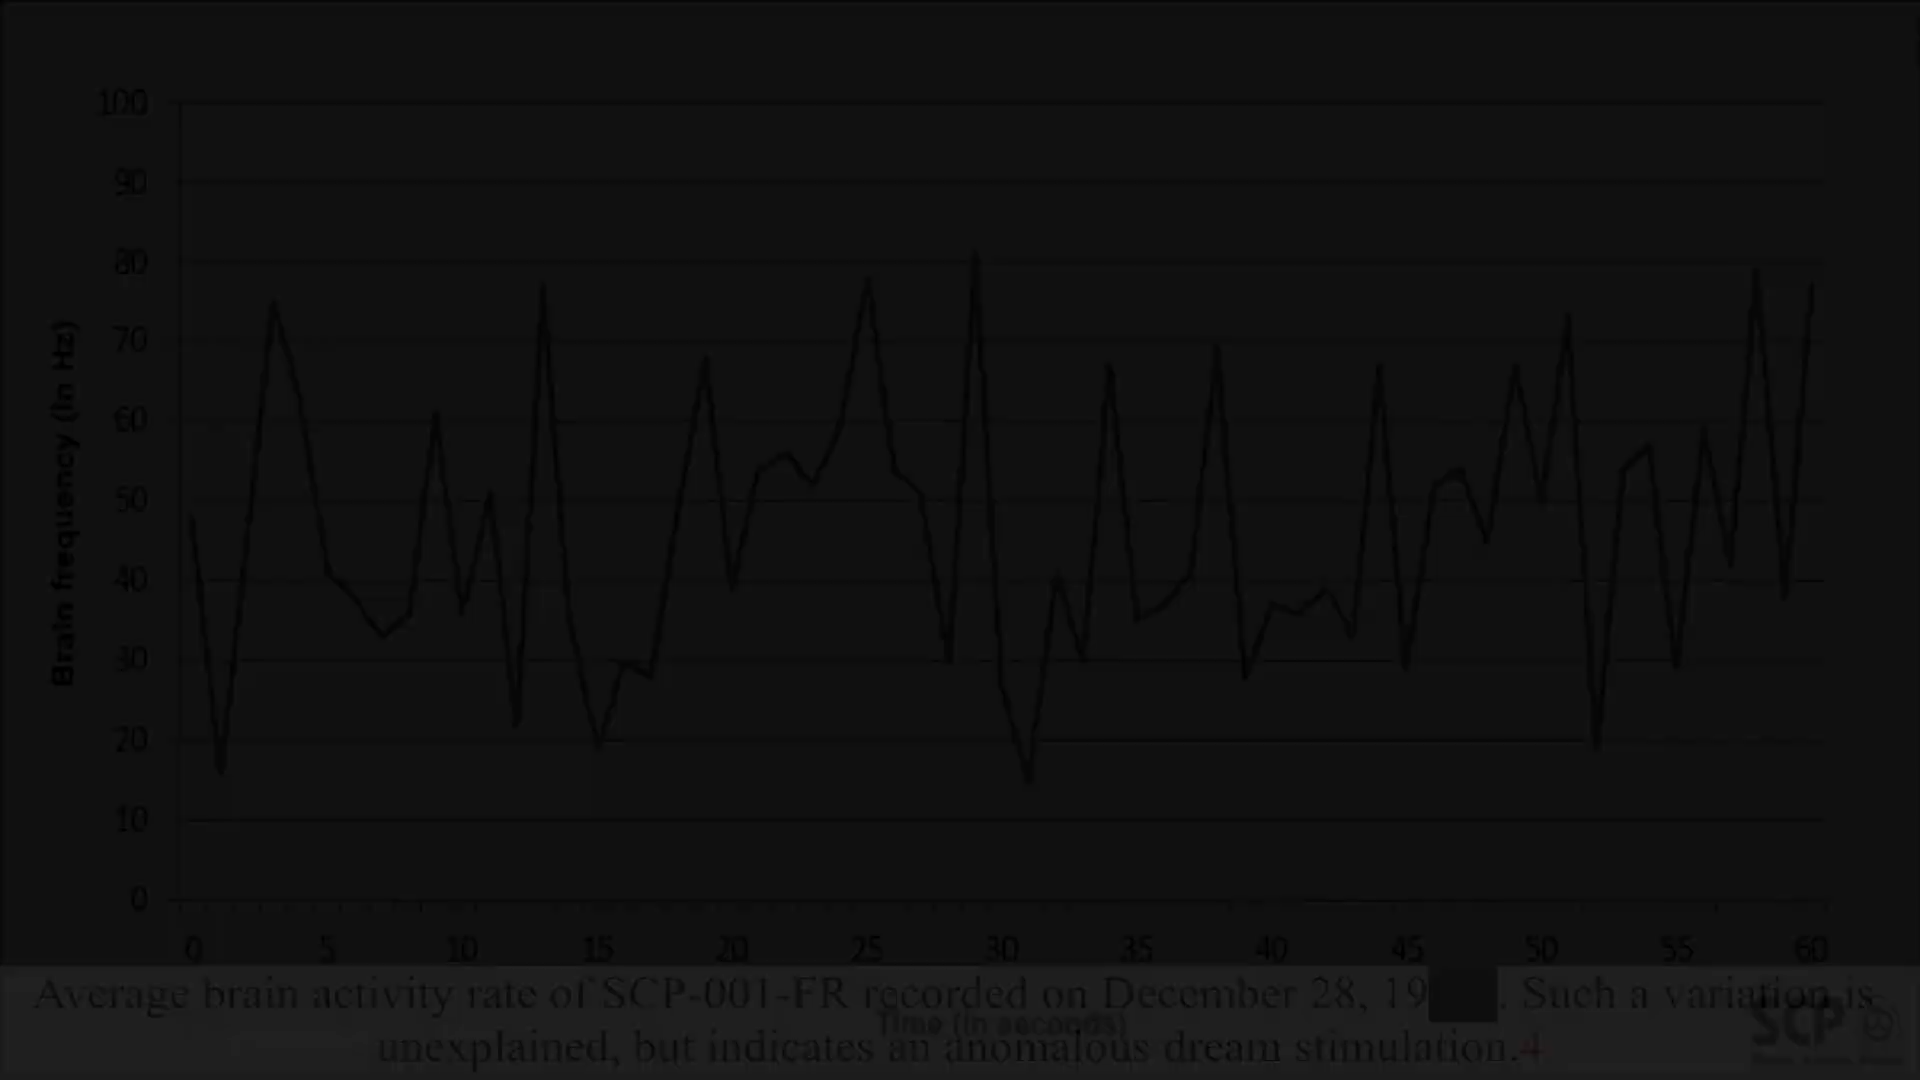 100
90
80
70
60
50
40
30
20
10
0
Brain frequency (In Hz)
0 5 10 15 20 25 30 35 40 45 50 55 60
Time (In seconds)
Average brain activity rate of SCP-001-FR recorded on December 28, 19 . Such a variation is
unexplained, but indicates an anomalous dream stimulation.4
SCP